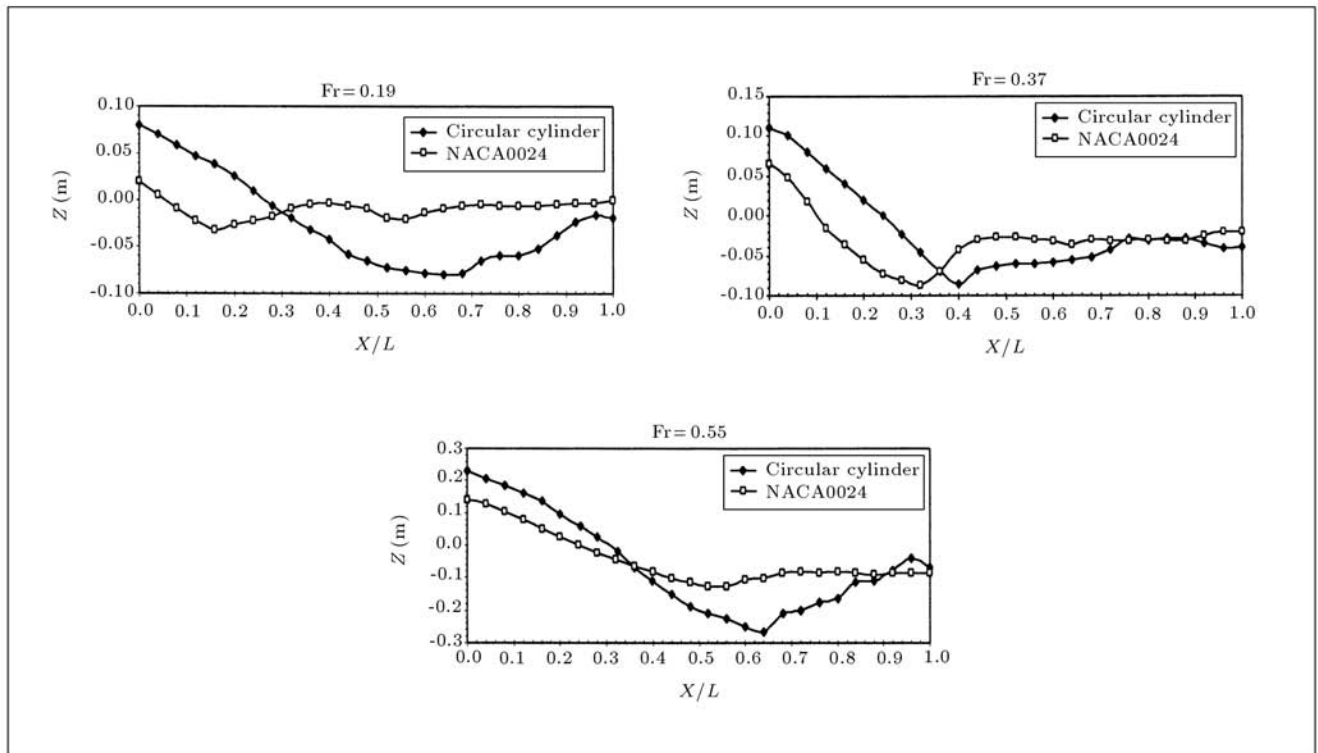 Fr= 0.19
0.10
0.05
0.00
-0.05
-0.10
Z (m)
Circular cylinder
NACA0024
0.0 0.1 0.2 0.3 0.4 0.5 0.6 0.7 0.8 0.9 1.0
X/L
Fr= 0.37
0.15
0.10
0.05
0.00
-0.05
-0.10
Z (m)
Circular cylinder
NACA0024
0.0 0.1 0.2 0.3 0.4 0.5 0.6 0.7 0.8 0.9 1.0
X/L
Fr= 0.55
0.3
0.2
0.1
0.0
-0.1
-0.2
-0.3
Z (m)
Circular cylinder
NACA0024
0.0 0.1 0.2 0.3 0.4 0.5 0.6 0.7 0.8 0.9 1.0
X/L